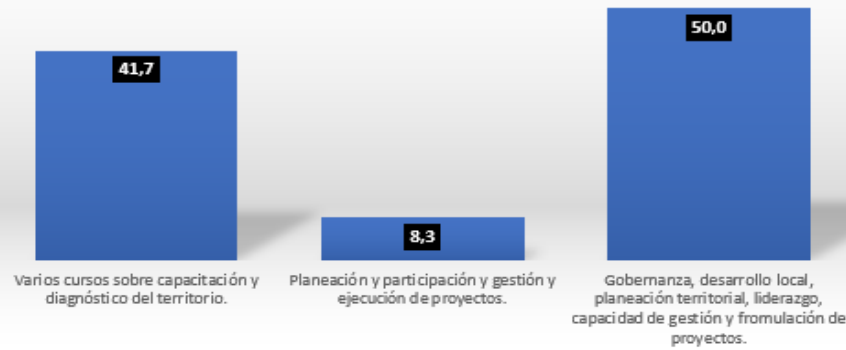 41,7
8,3
50,0
Varios cursos sobre capacitación y
diagnóstico del territorio.
Planeación y participación y gestión y
ejecución de proyectos.
Gobernanza, desarrollo local,
planeación territorial, liderazgo,
capacidad de gestión y fromulación de
proyectos.